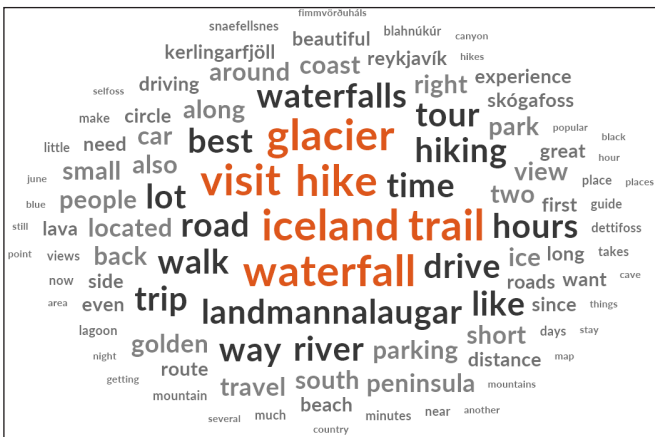 fimmvörðuháls
snaefellsnes beautiful blahnúkúr canyon
kerlingarfjöll coast reykjavík hikes
selfoss driving around waterfalls right experience
make circle along glacier tour park skógafoss popular
little need car best hiking great black
june small also visit hike time view place hour places
blue people lot two first guide
still lava located road iceland trail hours dettifoss
point views back walk waterfall drive ice long takes
now side roads want cave
area even trip landmannalaugar like since things
lagoon golden way river parking short days stay
night route distance map
getting mountain travel south peninsula mountains
several much beach minutes near another
country